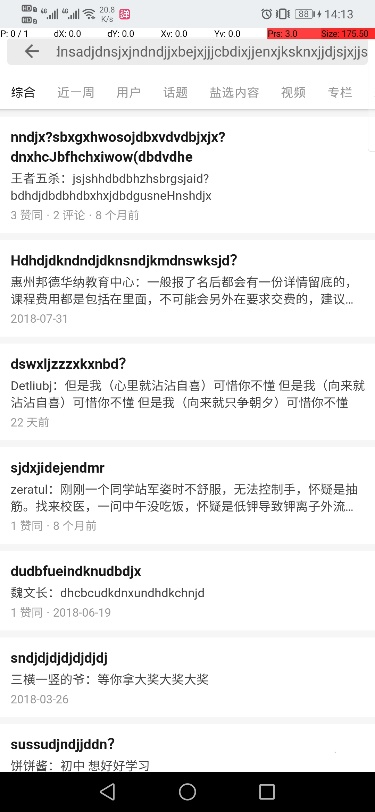 20.8
K/s
88
14:13
P: 0 / 1 dX: 0.0 dY: 0.0 Xv: 0.0 Yv: 0.0 Prs: 3.0 Size: 175.50
dnsadjdnsjxjndndjjxbejxjjjcbdixjjenxjksknxjjdjsjxjjs
综合 近一周 用户 话题 盐选内容 视频 专栏
nndjx?sbxgxhwosojdbxvdvdbjxjx?
dnxhcJbfhchxiwow(dbdvdhe
王者五杀：jsjshhdbdbhzhsbrgsjaid?
bdhdjbdbhdbxhxjdbdgusneHnshdjx
3 赞同 · 2 评论 · 8 个月前
Hdhdjdkndndjdknsndjkmdnswksjd？
惠州邦德华纳教育中心：一般报了名后都会有一份详情留底的，
课程费用都是包括在里面，不可能会另外在要求交费的，建议...
2018-07-31
dswxljzzzxkxnbd？
Detliubj：但是我（心里就沾沾自喜）可惜你不懂 但是我（向来就
沾沾自喜）可惜你不懂 但是我（向来就只争朝夕）可惜你不懂
22 天前
sjdxjidejendmr
zeratul：刚刚一个同学站军姿时不舒服，无法控制手，怀疑是抽
筋。找来校医，一问中午没吃饭，怀疑是低钾导致钾离子外流...
1 赞同 · 8 个月前
dudbfueindknudbdjx
魏文长：dhcbcudkdnxundhdkchnjd
1 赞同 · 2018-06-19
sndjdjdjdjdjdjdj
三横一竖的爷：等你拿大奖大奖大奖
2018-03-26
sussudjndjjddn？
饼饼酱：初中 想好好学习